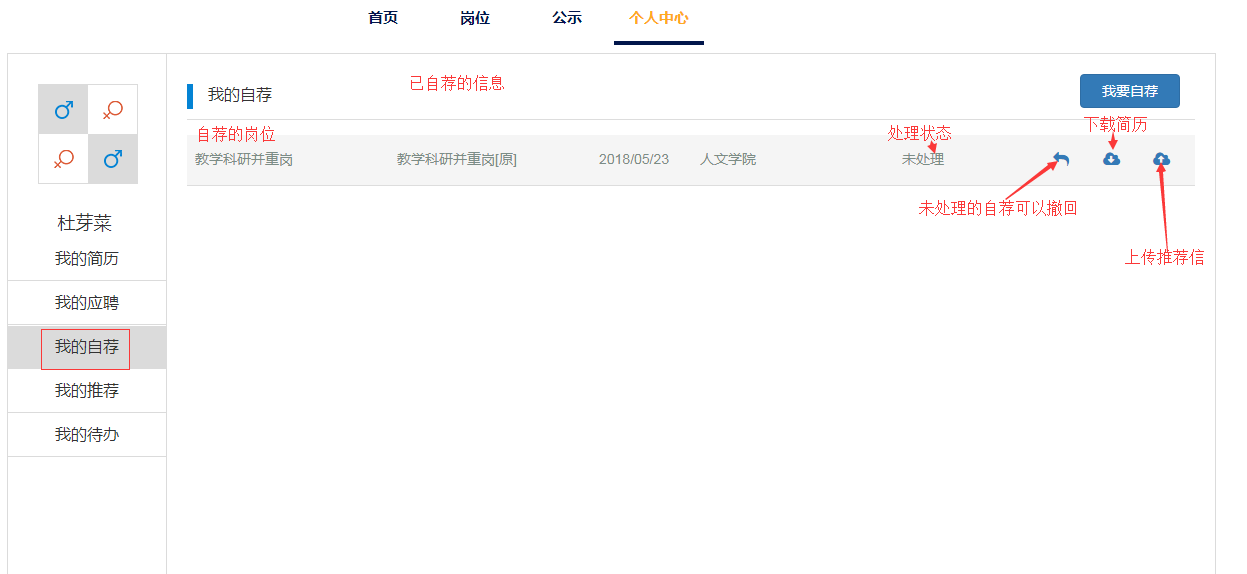 首页 岗位 公示 个人中心
我的自荐 已自荐的信息 我要自荐
自荐的岗位 处理状态 下载简历
教学科研并重岗 教学科研并重岗[原] 2018/05/23 人文学院 未处理
未处理的自荐可以撤回
上传推荐信
杜芽菜
我的简历
我的应聘
我的自荐
我的推荐
我的待办